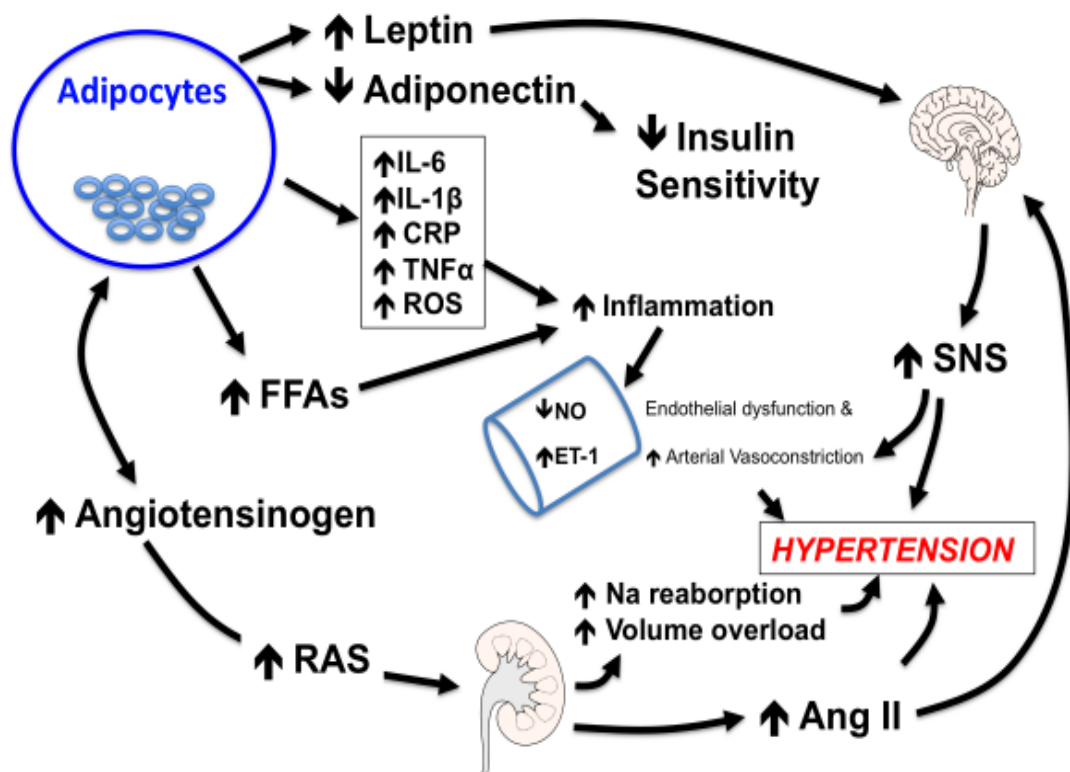 Adipocytes
↑ Leptin
↓ Adiponectin
↓ Insulin
Sensitivity
↑IL-6
↑IL-1β
↑ CRP
↑ TNFα
↑ ROS
↑ Inflammation
↑ FFAs
↑ SNS
↓NO
↑ET-1
Endothelial dysfunction &
↑ Arterial Vasoconstriction
↑ Angiotensinogen
HYPERTENSION
↑ Na reaborption
↑ Volume overload
↑ RAS
↑ Ang II